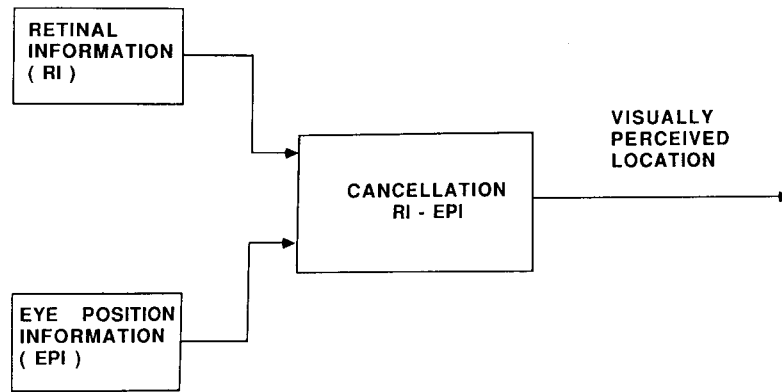 RETINAL
INFORMATION
( RI )
VISUALLY
PERCEIVED
LOCATION
CANCELLATION
RI - EPI
EYE POSITION
INFORMATION
( EPI )